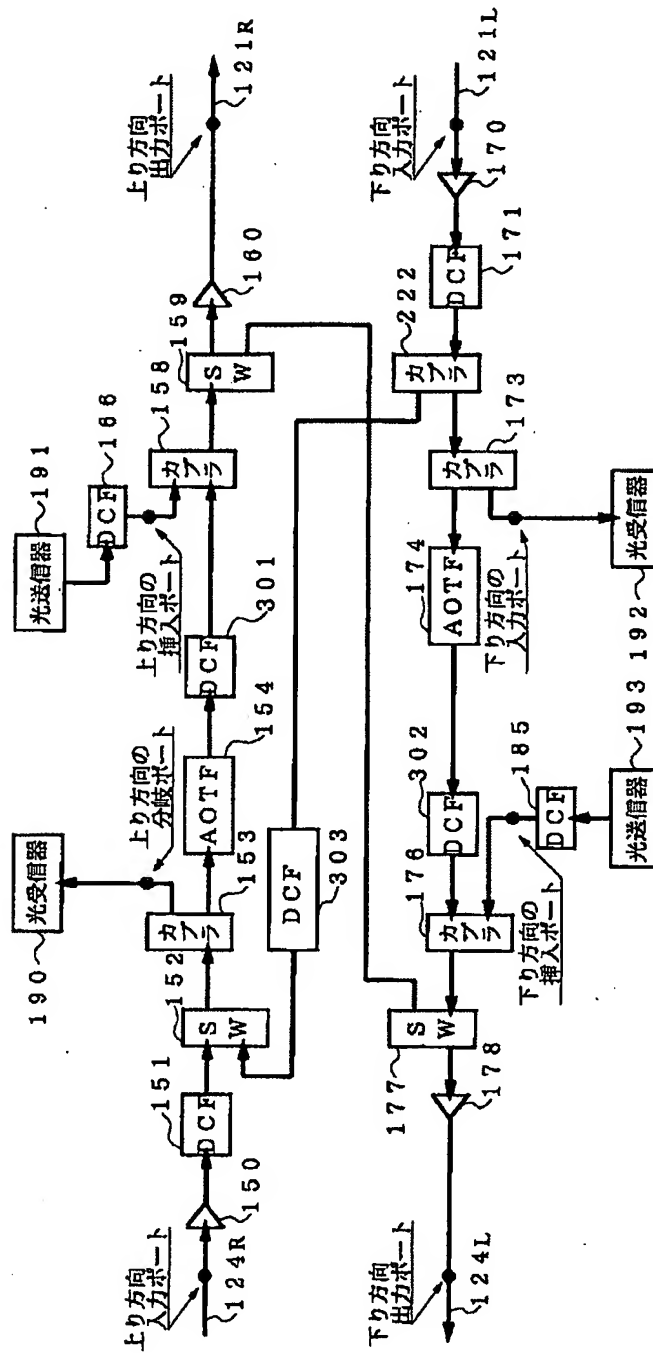 190
光受信器
191
光送信器
DCF
166
上り方向の
挿入ポート
上り方向の
分岐ポート
上り方向
出力ポート
上り方向
入力ポート
124R
150
151
DCF
152
SW
153
カプラ
154
AOTF
301
DCF
158
カプラ
159
SW
160
121R
303
DCF
下り方向
出力ポート
124L
178
177
SW
176
カプラ
302
DCF
174
AOTF
173
カプラ
222
カプラ
171
DCF
170
下り方向
入力ポート
121L
下り方向の
挿入ポート
185
DCF
193
光送信器
下り方向の
入力ポート
192
光受信器